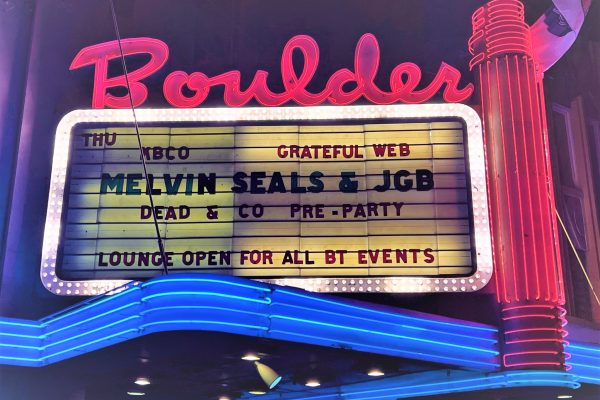 Boulder
THU
KBCO GRATEFUL WEB
MELVIN SEALS & JGB
DEAD & CO PRE-PARTY
LOUNGE OPEN FOR ALL BT EVENTS